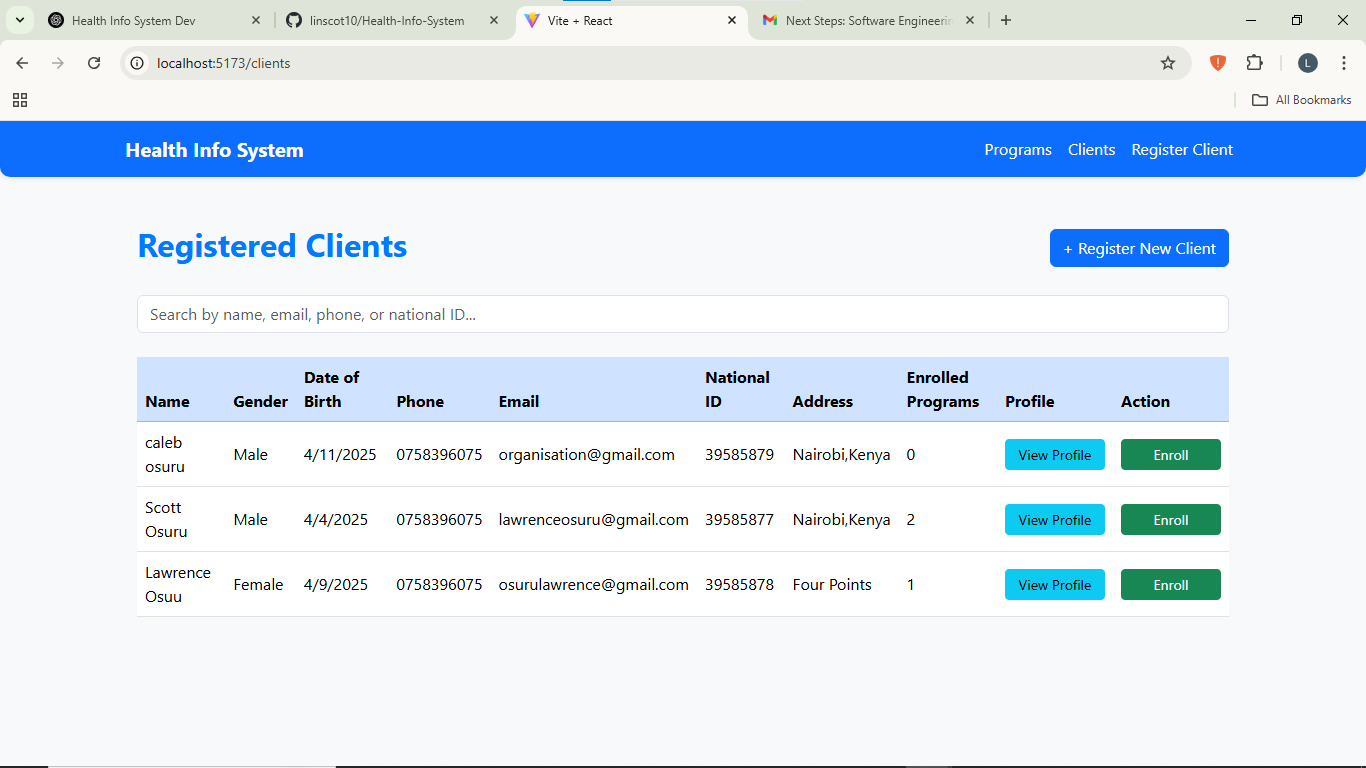 Health Info System Dev
linscot10/Health-Info-System
Vite + React
Next Steps: Software Engineerin
localhost:5173/clients
L
All Bookmarks
Health Info System
Programs Clients Register Client
Registered Clients
+ Register New Client
Search by name, email, phone, or national ID...
Name Gender Date of Birth Phone Email National ID Address Enrolled Programs Profile Action
caleb osuru Male 4/11/2025 0758396075 organisation@gmail.com 39585879 Nairobi,Kenya 0 View Profile Enroll
Scott Osuru Male 4/4/2025 0758396075 lawrenceosuru@gmail.com 39585877 Nairobi,Kenya 2 View Profile Enroll
Lawrence Osuu Female 4/9/2025 0758396075 osurulawrence@gmail.com 39585878 Four Points 1 View Profile Enroll